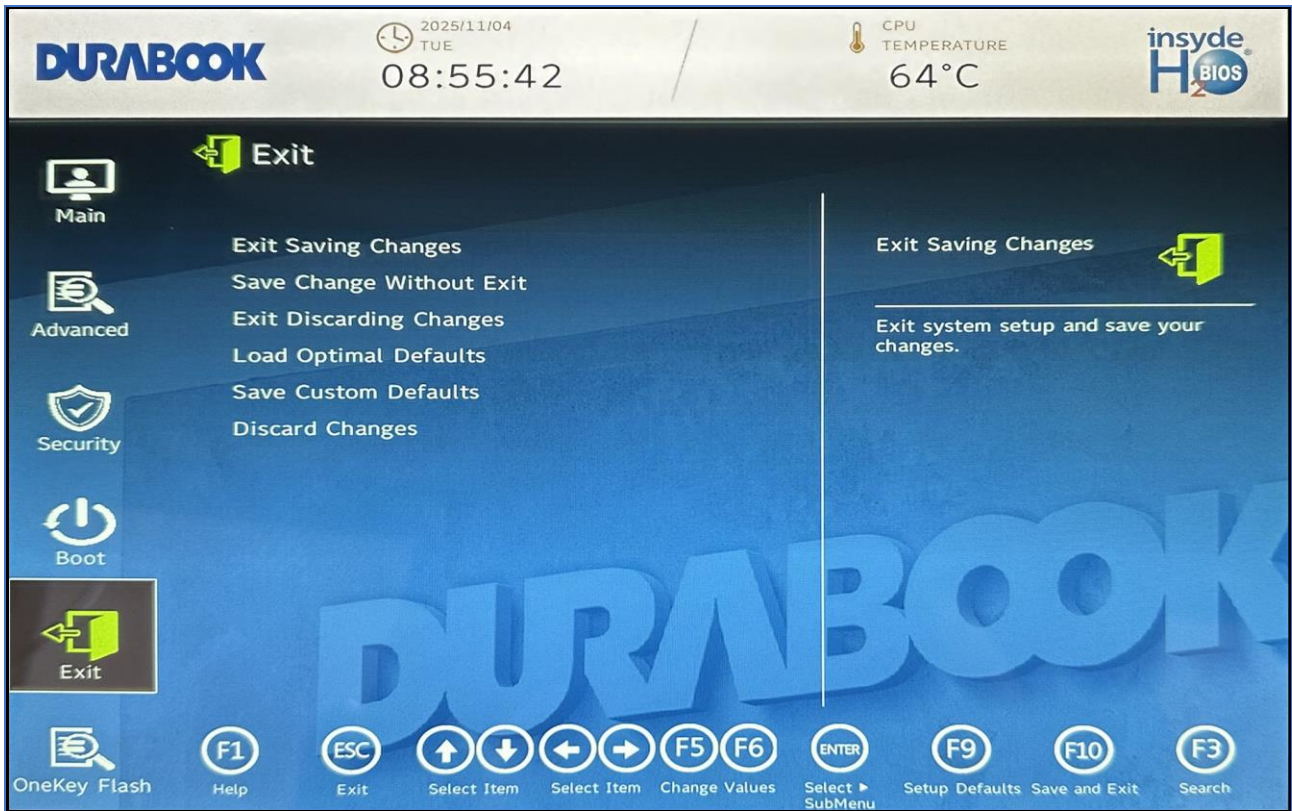 DURABOOK
2025/11/04
TUE
08:55:42
CPU
TEMPERATURE
64°C
insyde
H2BIOS
Main
Advanced
Security
Boot
Exit
OneKey Flash
Exit
Exit Saving Changes
Save Change Without Exit
Exit Discarding Changes
Load Optimal Defaults
Save Custom Defaults
Discard Changes
Exit Saving Changes
Exit system setup and save your
changes.
DURABOOK
F1
Help
ESC
Exit
Select Item
Select Item
F5 F6
Change Values
ENTER
Select ▶
SubMenu
F9
Setup Defaults
F10
Save and Exit
F3
Search